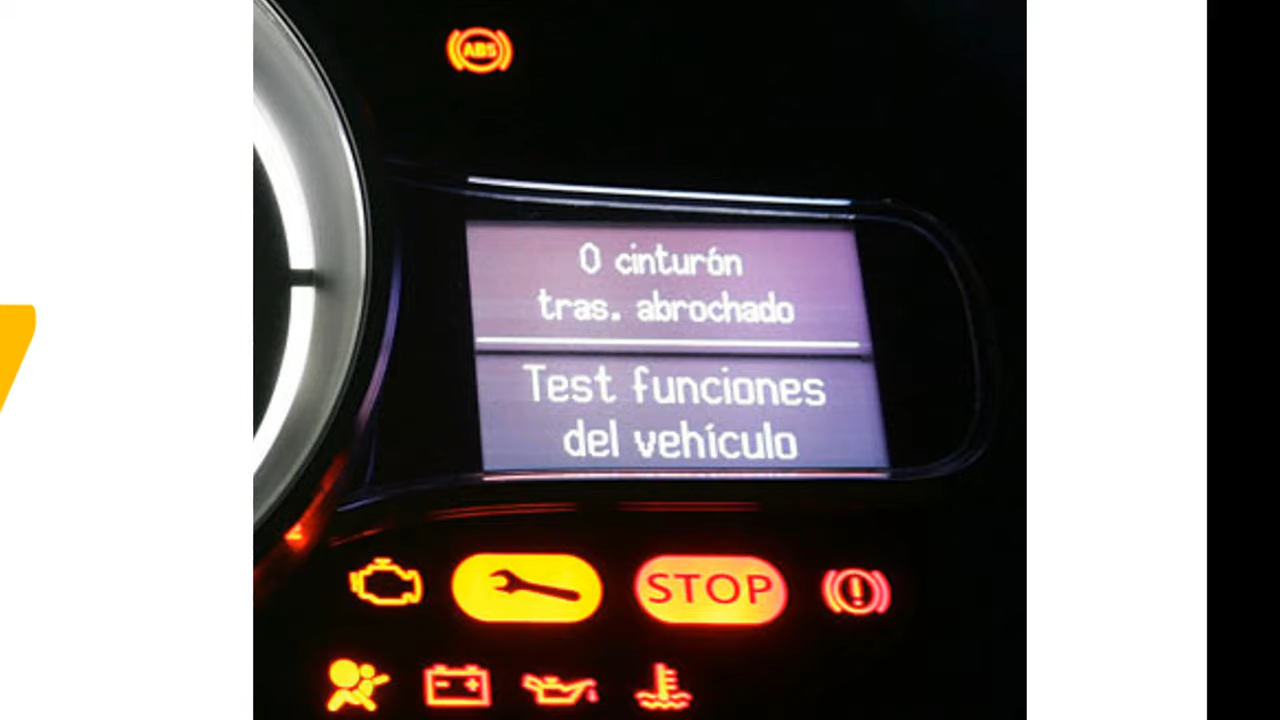 ABS
0 cinturón
tras. abrochado
Test funciones
del vehículo
STOP